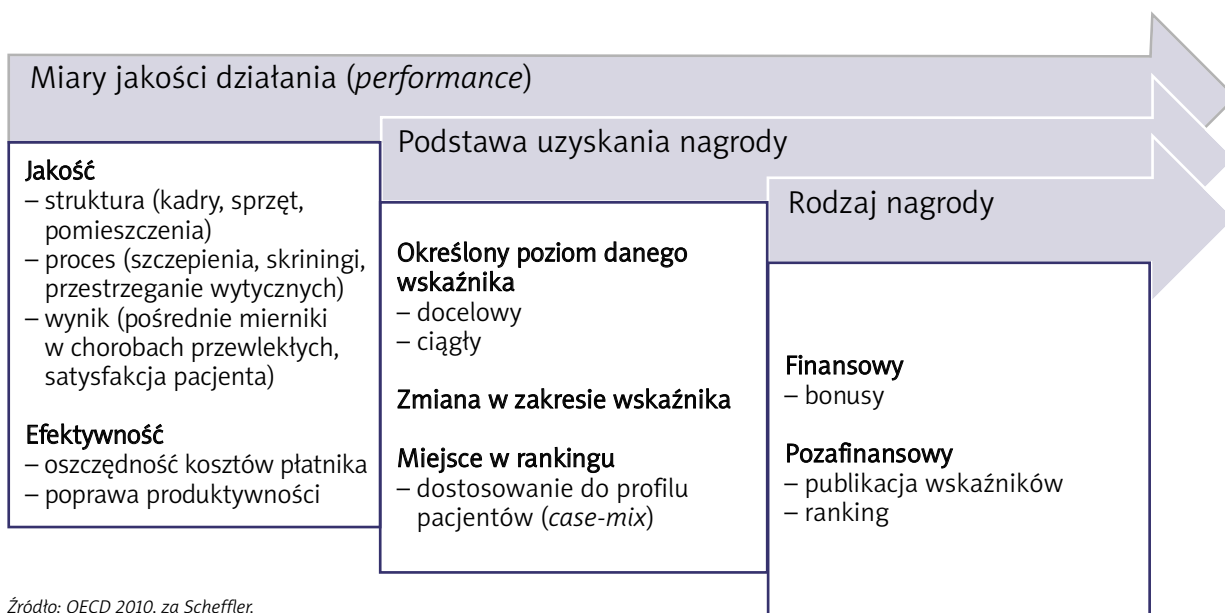 Miary jakości działania (performance)
Jakość
– struktura (kadry, sprzęt,
pomieszczenia)
– proces (szczepienia, skriningi,
przestrzeganie wytycznych)
– wynik (pośrednie mierniki
w chorobach przewlekłych,
satysfakcja pacjenta)
Efektywność
– oszczędność kosztów płatnika
– poprawa produktywności
Podstawa uzyskania nagrody
Określony poziom danego
wskaźnika
– docelowy
– ciągły
Zmiana w zakresie wskaźnika
Miejsce w rankingu
– dostosowanie do profilu
pacjentów (case-mix)
Rodzaj nagrody
Finansowy
– bonusy
Pozafinansowy
– publikacja wskaźników
– ranking
Źródło: OECD 2010, za Scheffler.